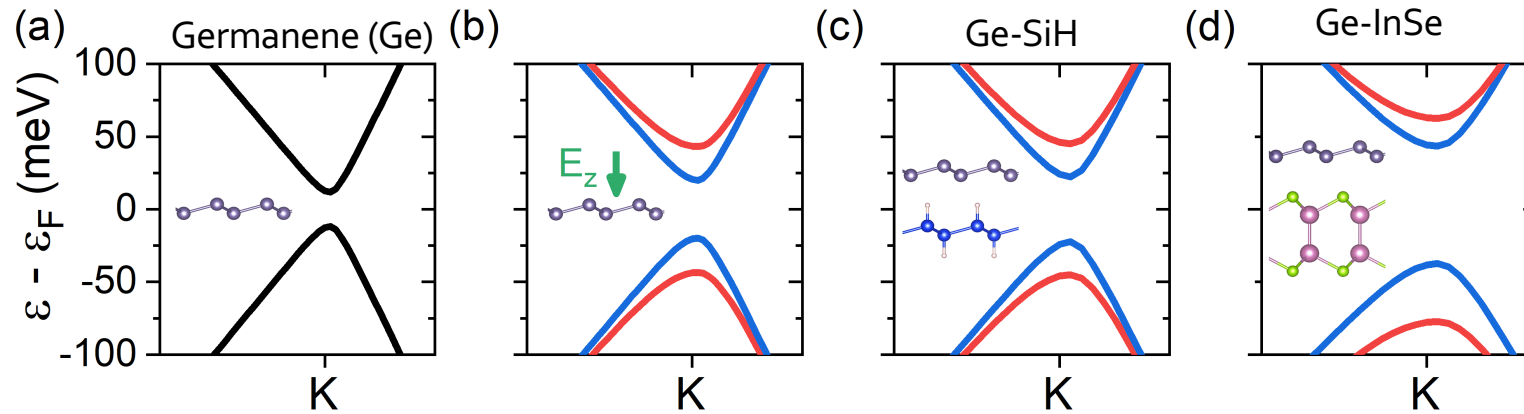 (a) Germanene (Ge) (b) (c) Ge-SiH (d) Ge-InSe
ε - ε_F (meV)
100
50
0
-50
-100
E_z
K K K K